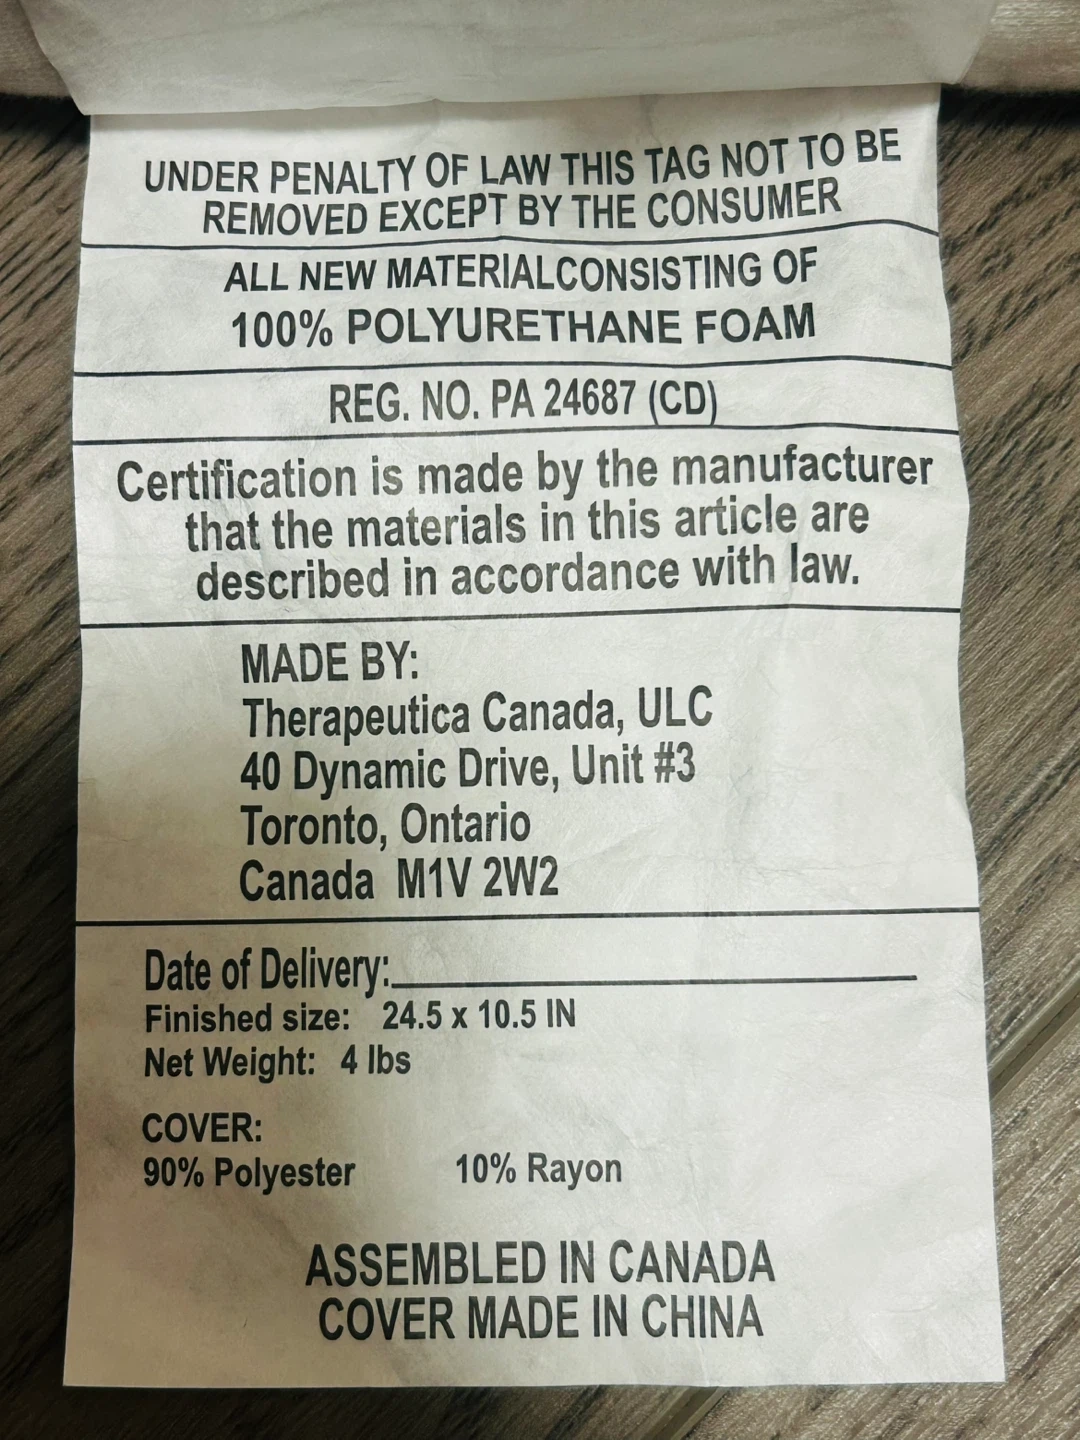 UNDER PENALTY OF LAW THIS TAG NOT TO BE
REMOVED EXCEPT BY THE CONSUMER
ALL NEW MATERIALCONSISTING OF
100% POLYURETHANE FOAM
REG. NO. PA 24687 (CD)
Certification is made by the manufacturer
that the materials in this article are
described in accordance with law.
MADE BY:
Therapeutica Canada, ULC
40 Dynamic Drive, Unit #3
Toronto, Ontario
Canada M1V 2W2
Date of Delivery:
Finished size: 24.5 x 10.5 IN
Net Weight: 4 lbs
COVER:
90% Polyester 10% Rayon
ASSEMBLED IN CANADA
COVER MADE IN CHINA